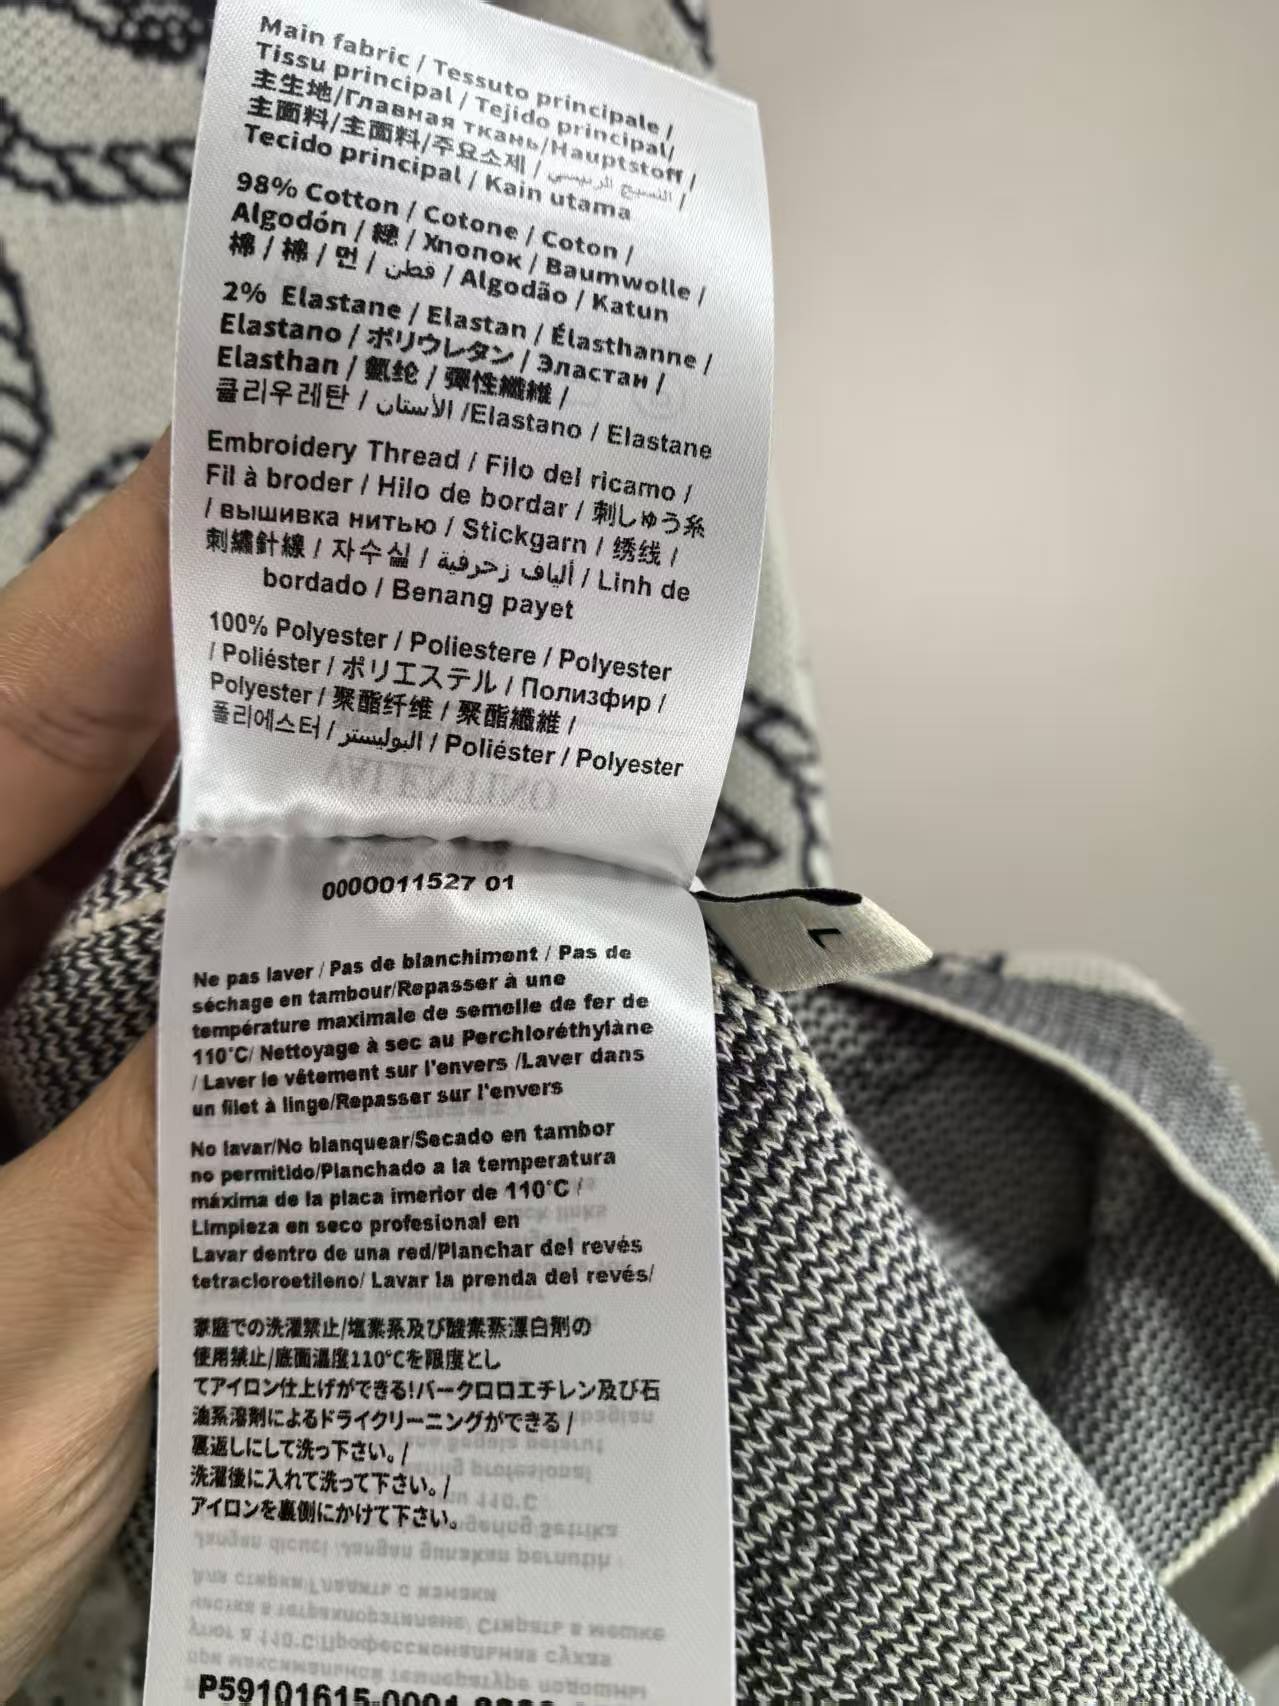 Main fabric / Tessuto principale /
Tissu principal / Tejido principal/
主生地/Главная ткань/Hauptstoff /
主面料/主面料/주요소재 / النسيج الرئيسي /
Tecido principal / Kain utama
98% Cotton / Cotone / Coton /
Algodón / 綿 / Хлопок / Baumwolle /
棉 / 棉 / 면 / قطن / Algodão / Katun
2% Elastane / Elastan / Élasthanne /
Elastano / ポリウレタン / Эластан /
Elasthan / 氨纶 / 彈性纖維 /
클리우레탄 / الأستان /Elastano / Elastane
Embroidery Thread / Filo del ricamo /
Fil à broder / Hilo de bordar / 刺しゅう糸
/ вышивка нитью / Stickgarn / 绣线 /
刺繡針線 / 자수실 / ألياف زخرفية / Linh de
bordado / Benang payet
100% Polyester / Poliestere / Polyester
/ Poliéster / ポリエステル / Полизфир /
Polyester / 聚酯纤维 / 聚酯纖維 /
폴리에스터 / البوليستر / Poliéster / Polyester
VALENTINO
0000011527 01
L
Ne pas laver / Pas de blanchiment / Pas de
séchage en tambour/Repasser à une
température maximale de semelle de fer de
110°C/ Nettoyage à sec au Perchloréthylàne
/ Laver le vêtement sur l'envers /Laver dans
un filet à linge/Repasser sur l'envers
No lavar/No blanquear/Secado en tambor
no permitido/Planchado a la temperatura
máxima de la placa imerior de 110°C /
Limpieza en seco profesional en
Lavar dentro de una red/Planchar del revés
tetracloroetileno/ Lavar la prenda del revés/
家庭での洗濯禁止/塩素系及び酸素蒸漂白剤の
使用禁止/底面温度110°Cを限度とし
てアイロン仕上げができる!パークロロエチレン及び石
油系溶剤によるドライクリーニングができる /
裏返しにして洗っ下さい。/
洗濯後に入れて洗って下さい。/
アイロンを裏側にかけて下さい。
P59101615-0001